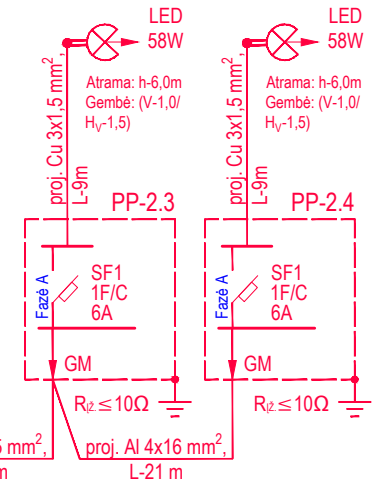 LED
58W
Atrama: h-6,0m
Gembė: (V-1,0/
HV-1,5)
proj. Cu 3x1,5 mm²,
L-9m
PP-2.3
Fazė A
SF1
1F/C
6A
GM
Rįž.≤10Ω
LED
58W
Atrama: h-6,0m
Gembė: (V-1,0/
HV-1,5)
proj. Cu 3x1,5 mm²,
L-9m
PP-2.4
Fazė A
SF1
1F/C
6A
GM
Rįž.≤10Ω
6 mm²,
m
proj. Al 4x16 mm²,
L-21 m